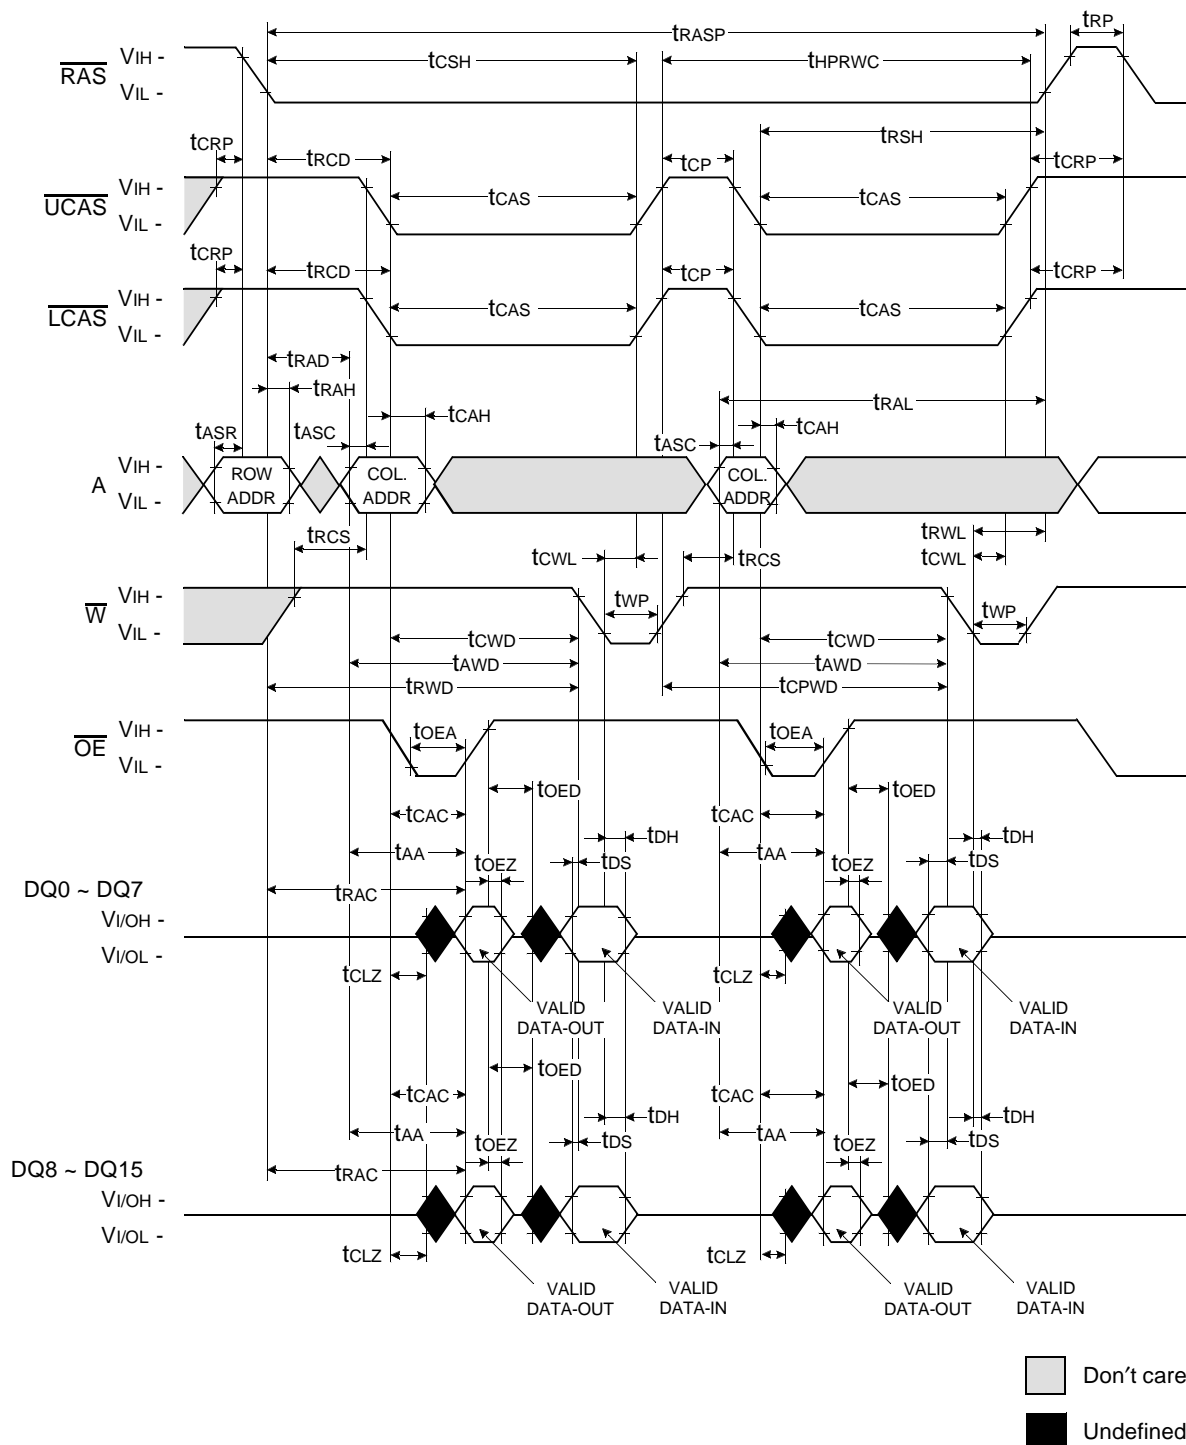 tRASP
tRP
RAS
VIH -
VIL -
tCSH
tHPRWC
tCRP
tRCD
tCP
tRSH
tCRP
UCAS
VIH -
VIL -
tCAS
tCAS
tCRP
tRCD
tCP
tCRP
LCAS
VIH -
VIL -
tCAS
tCAS
tRAD
tRAH
tCAH
tRAL
tCAH
tASR
tASC
tASC
A
VIH -
VIL -
ROW
ADDR
COL.
ADDR
COL.
ADDR
tRCS
tCWL
tRCS
tRWL
tCWL
W
VIH -
VIL -
tWP
tWP
tCWD
tCWD
tAWD
tAWD
tRWD
tCPWD
OE
VIH -
VIL -
tOEA
tOEA
tOED
tOED
tCAC
tCAC
tDH
tDH
tAA
tOEZ
tDS
tAA
tOEZ
tDS
DQ0 ~ DQ7
tRAC
VI/OH -
VI/OL -
tCLZ
tCLZ
VALID
DATA-OUT
VALID
DATA-IN
VALID
DATA-OUT
VALID
DATA-IN
tOED
tOED
tCAC
tCAC
tDH
tDH
tAA
tOEZ
tDS
tAA
tOEZ
tDS
DQ8 ~ DQ15
tRAC
VI/OH -
VI/OL -
tCLZ
tCLZ
VALID
DATA-OUT
VALID
DATA-IN
VALID
DATA-OUT
VALID
DATA-IN
Don′t care
Undefined